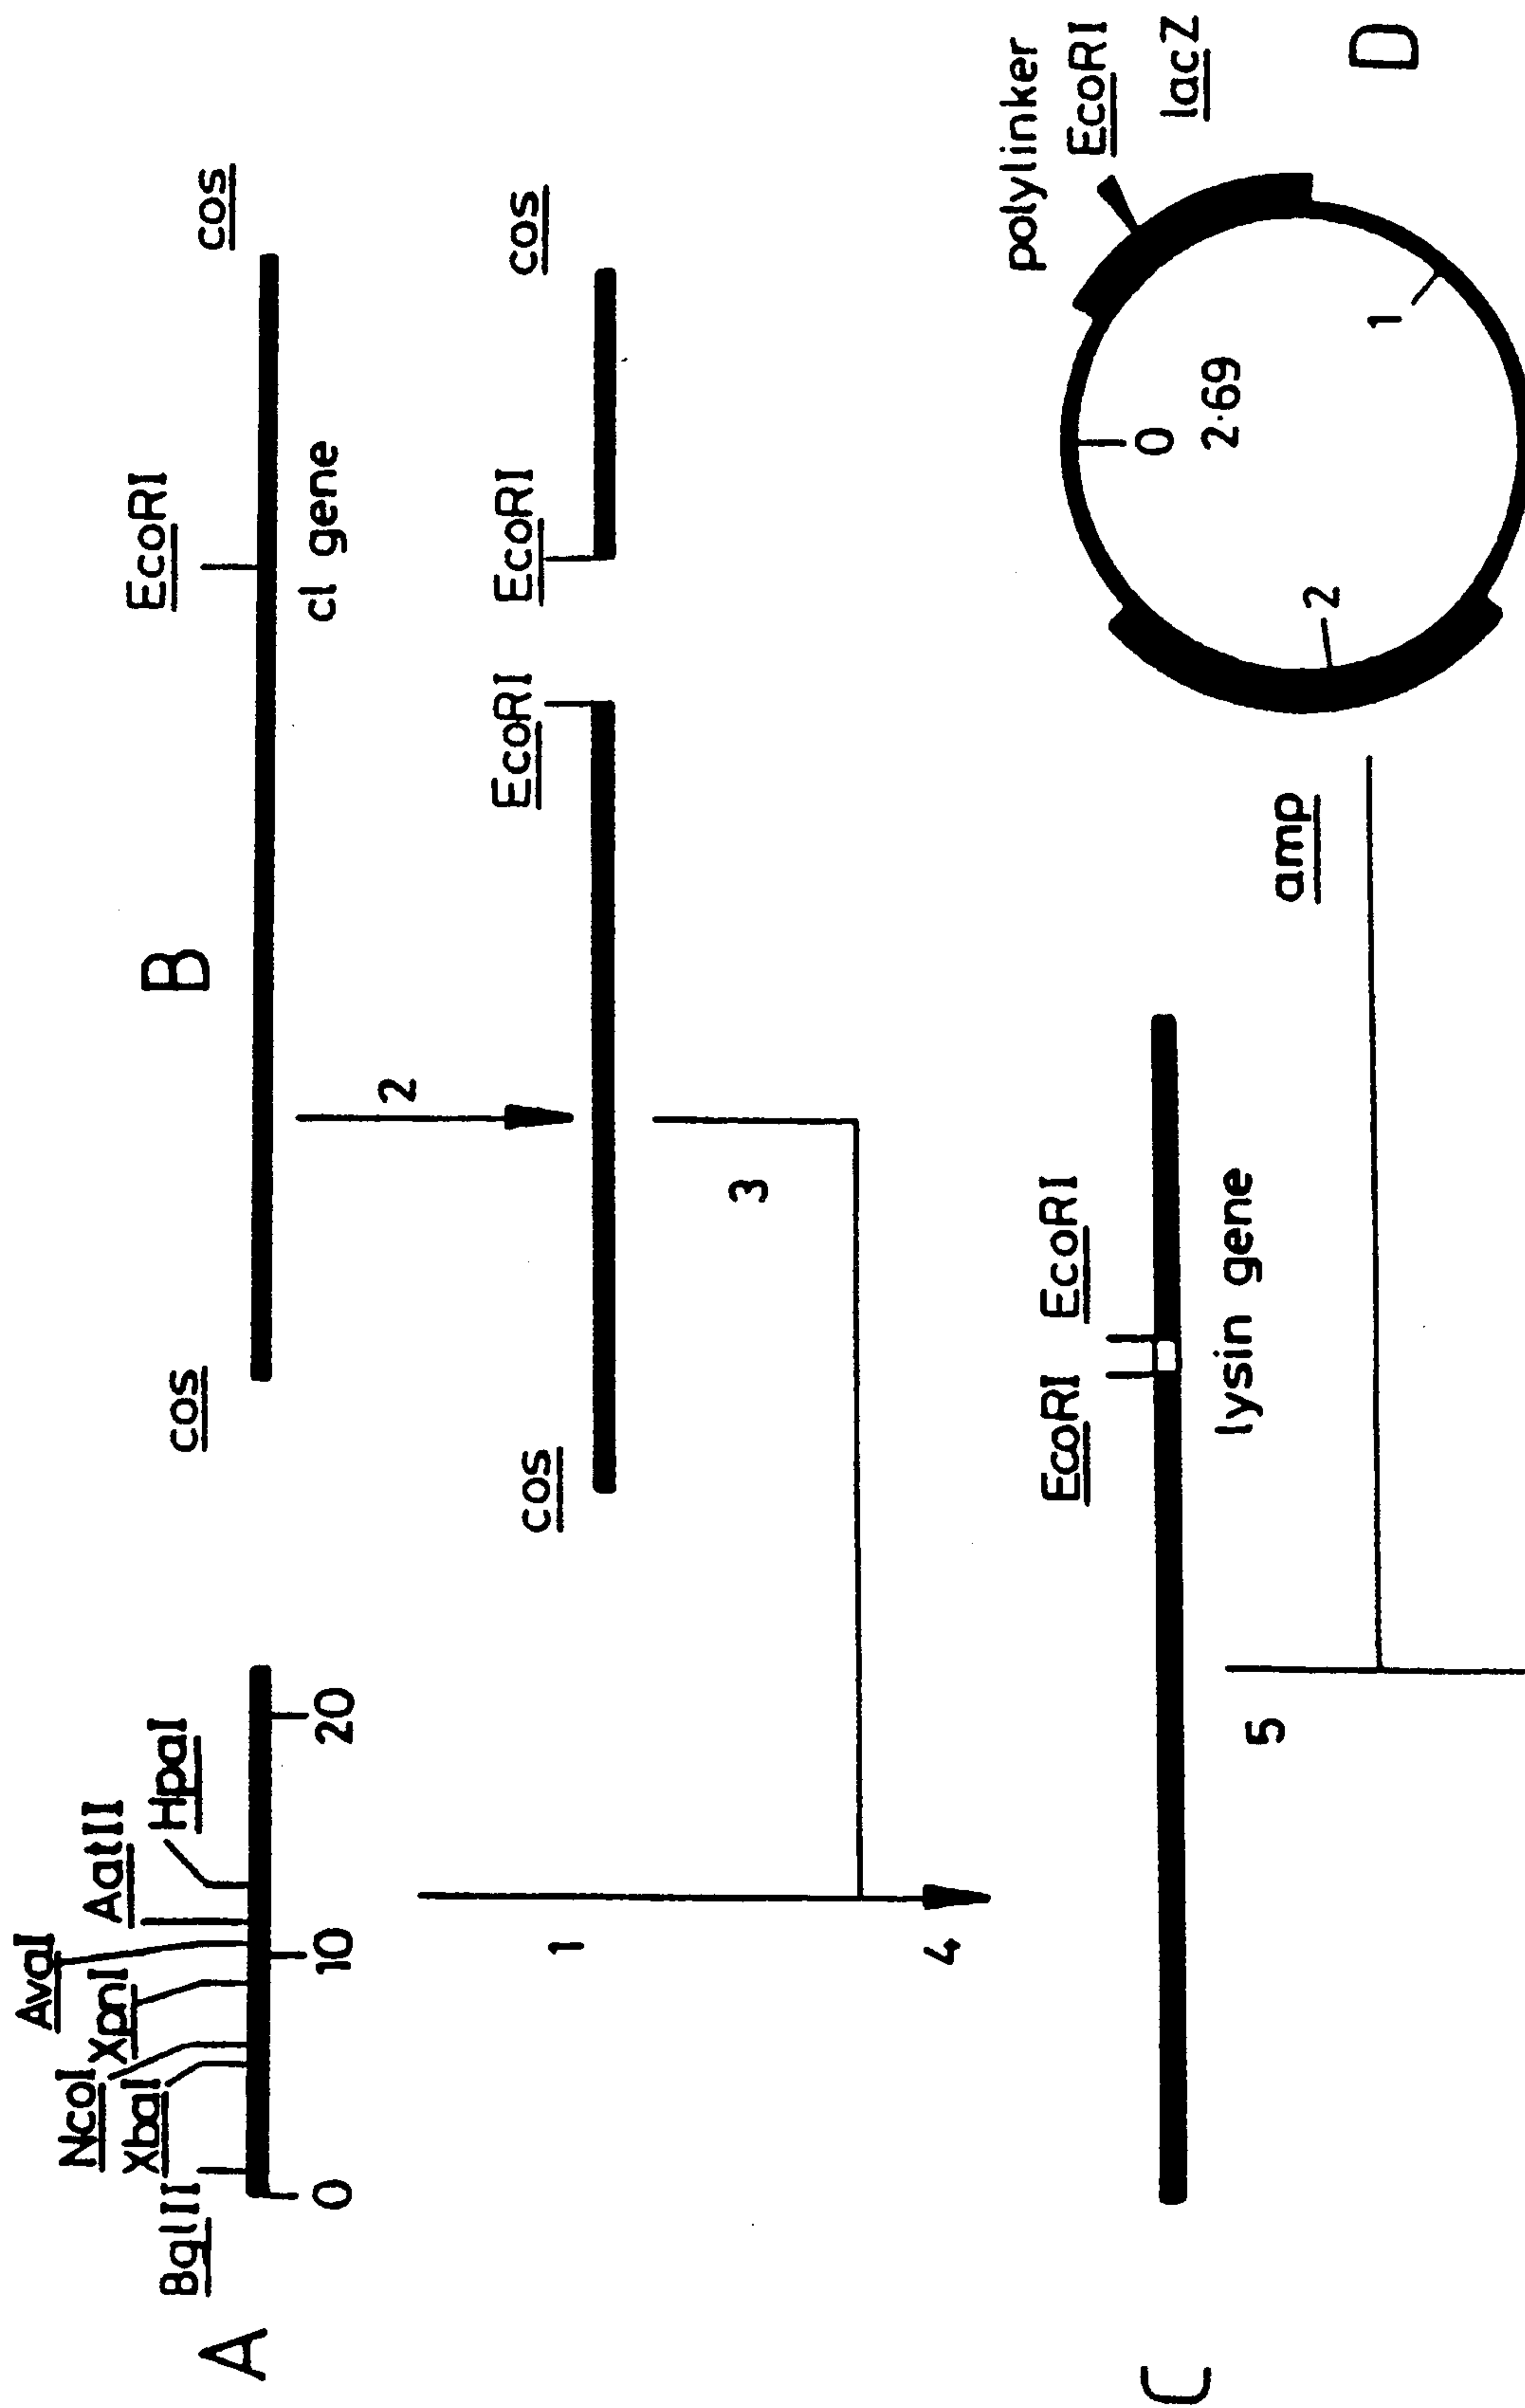 A
BglII
XbaI
NcoI
XpnI
AvaI
AatII
HpaI
0
10
20
B
cos
EcoRI
cos
cI gene
2
cos
EcoRI
EcoRI
cos
1
3
4
C
EcoRI
EcoRI
lysin gene
5
amp
polylinker
EcoRI
lacZ
0
2·69
1
2
D